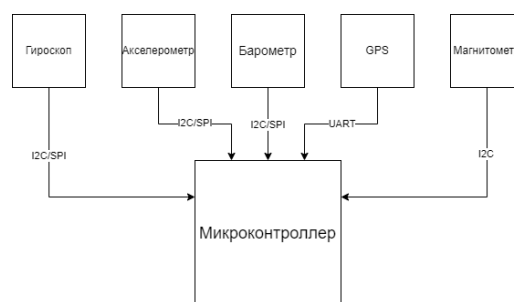 Гироскоп
Акселерометр
Барометр
GPS
Магнитомет
I2C/SPI
I2C/SPI
UART
I2C/SPI
I2C
Микроконтроллер